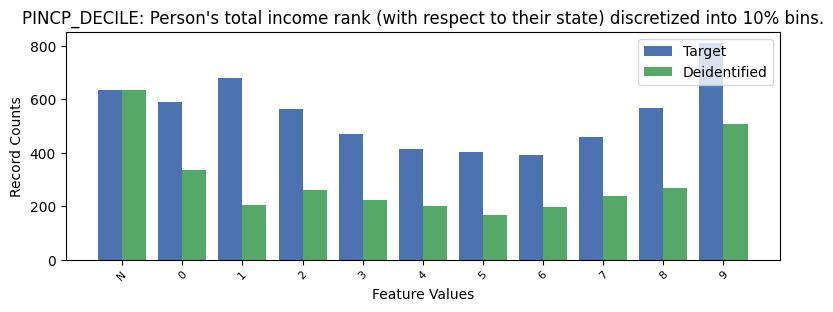 PINCP_DECILE: Person's total income rank (with respect to their state) discretized into 10% bins.
Target
Deidentified
Record Counts
800
600
400
200
0
N 0 1 2 3 4 5 6 7 8 9
Feature Values